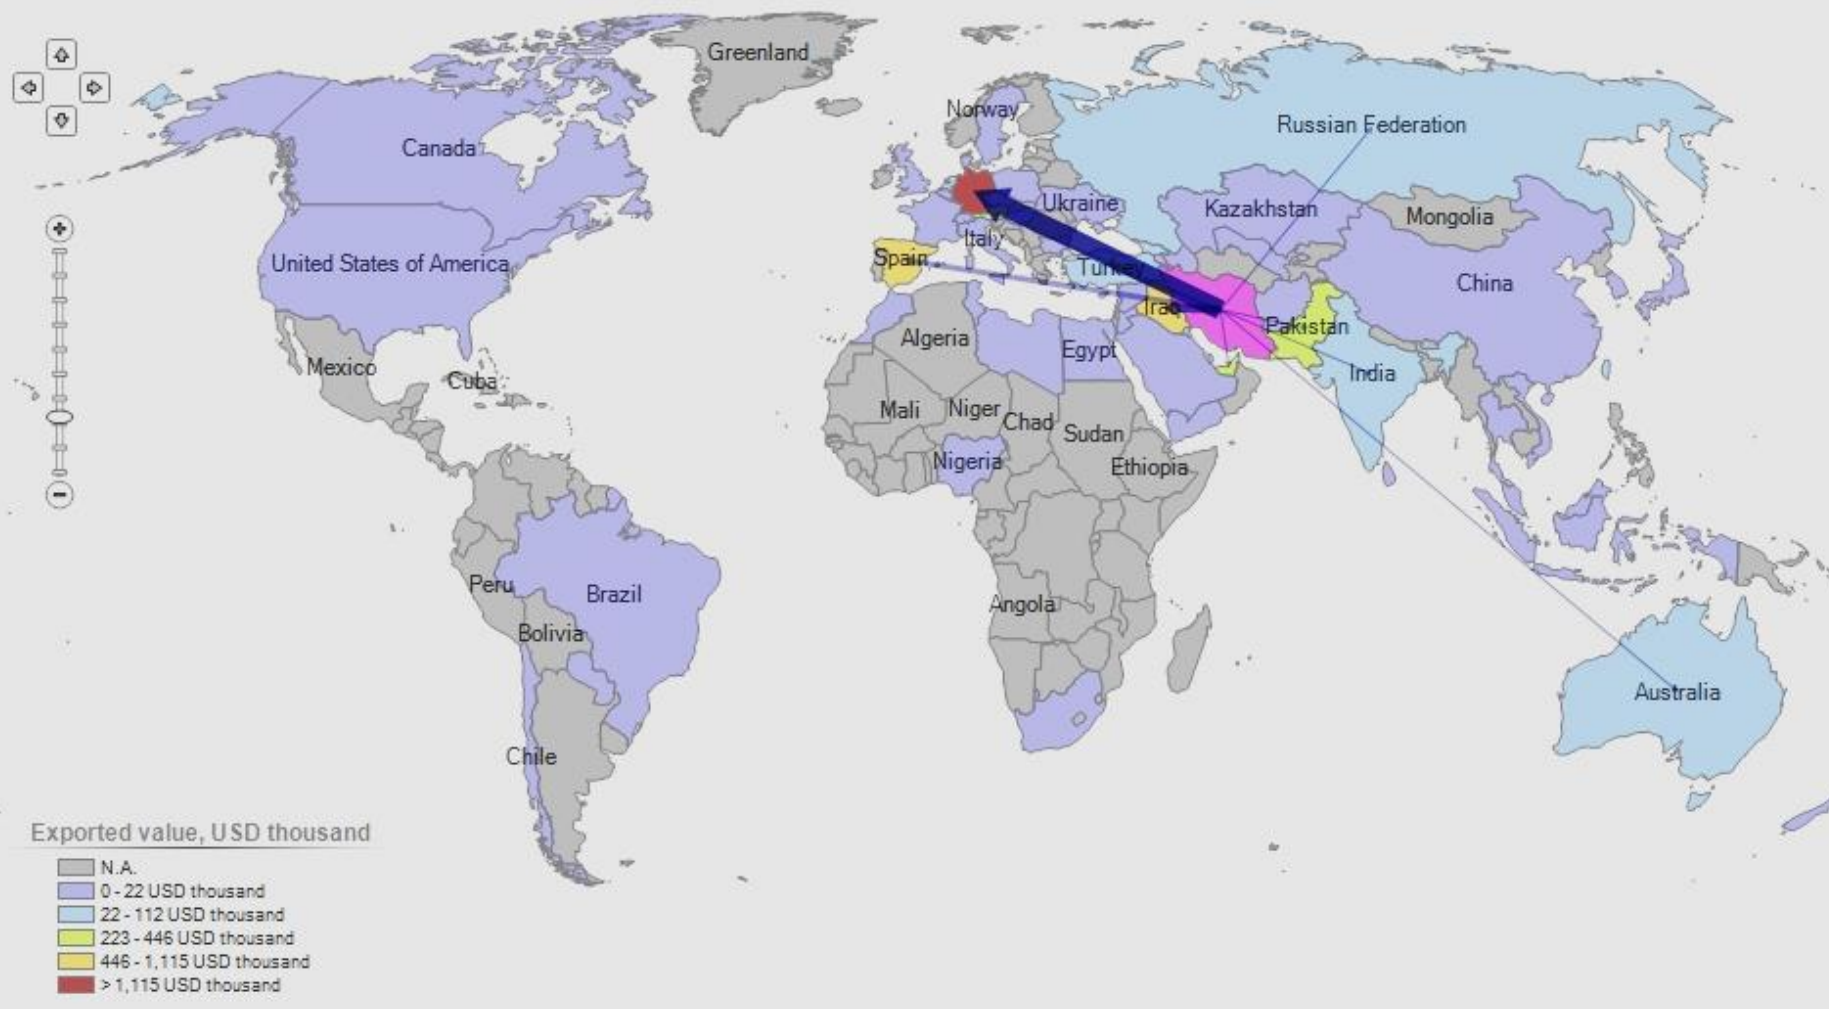 Greenland
Norway
Russian Federation
Canada
Ukraine
Kazakhstan
Mongolia
Italy
Spain
United States of America
Turkey
China
Iraq
Pakistan
Algeria
Egypt
Mexico
Cuba
India
Mali
Niger
Chad
Sudan
Nigeria
Ethiopia
Peru
Brazil
Angola
Bolivia
Australia
Chile
Exported value, USD thousand
N.A.
0 - 22 USD thousand
22 - 112 USD thousand
223 - 446 USD thousand
446 - 1,115 USD thousand
> 1,115 USD thousand